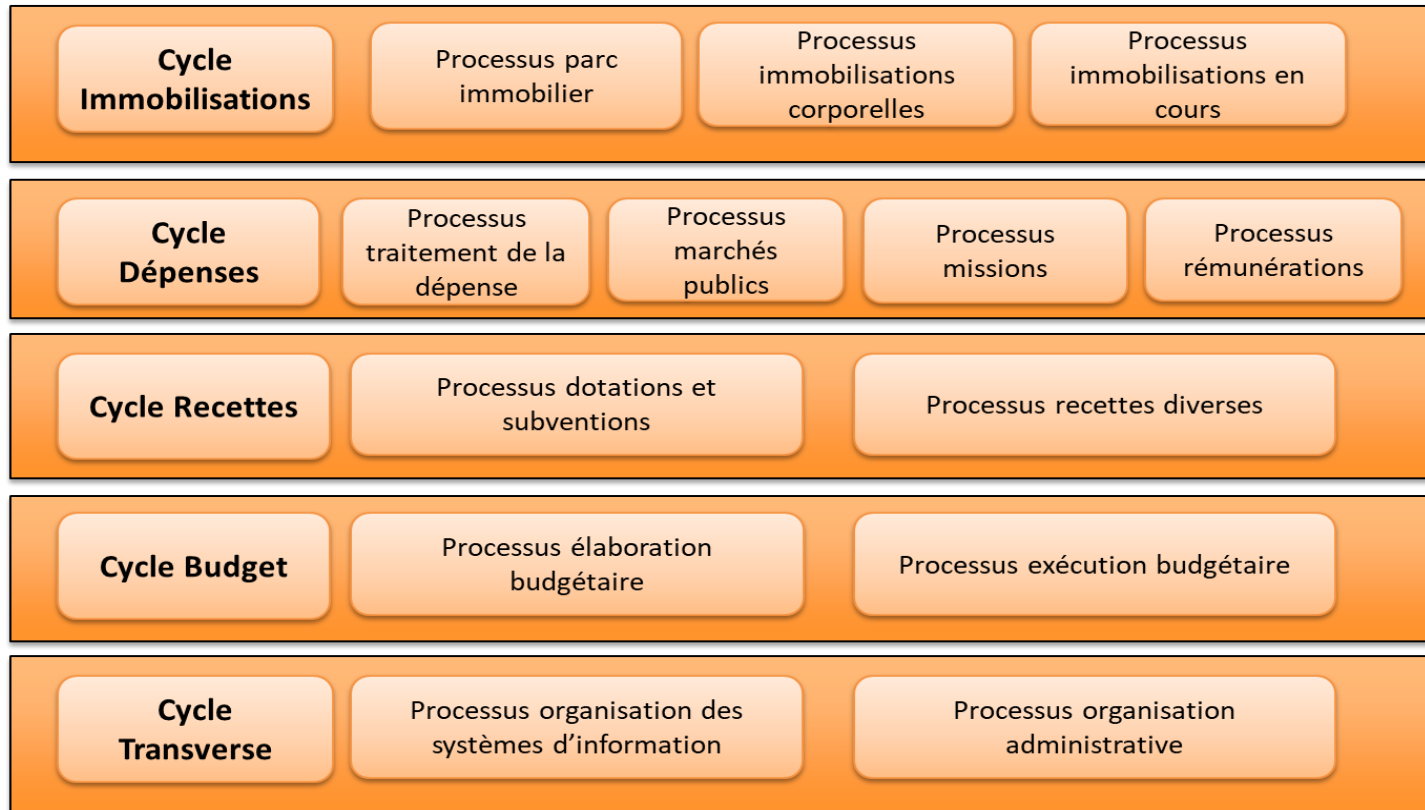 Cycle
Immobilisations
Processus parc
immobilier
Processus
immobilisations
corporelles
Processus
immobilisations en
cours
Cycle
Dépenses
Processus
traitement de la
dépense
Processus
marchés
publics
Processus
missions
Processus
rémunérations
Cycle Recettes
Processus dotations et
subventions
Processus recettes diverses
Cycle Budget
Processus élaboration
budgétaire
Processus exécution budgétaire
Cycle
Transverse
Processus organisation des
systèmes d’information
Processus organisation
administrative